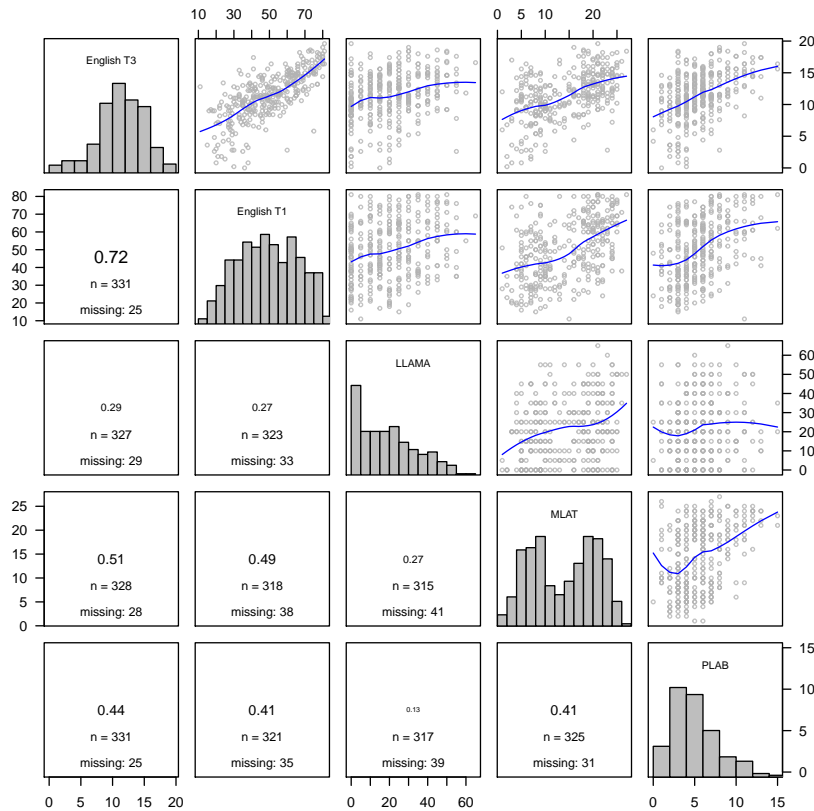 10 30 50 70
0 5 10 20
English T3
0 5 10 15 20
10 20 30 40 50 60 70 80
0.72
n = 331
missing: 25
English T1
0.29
n = 327
missing: 29
0.27
n = 323
missing: 33
LLAMA
0 10 20 30 40 50 60
0 5 10 15 20 25
0.51
n = 328
missing: 28
0.49
n = 318
missing: 38
0.27
n = 315
missing: 41
MLAT
0.44
n = 331
missing: 25
0.41
n = 321
missing: 35
0.13
n = 317
missing: 39
0.41
n = 325
missing: 31
PLAB
0 5 10 15
0 5 10 15 20
0 20 40 60
0 5 10 15